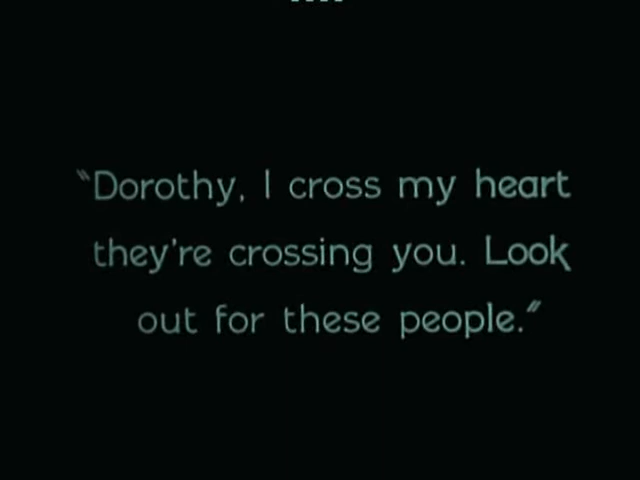 "Dorothy, I cross my heart
they're crossing you. Look
out for these people."